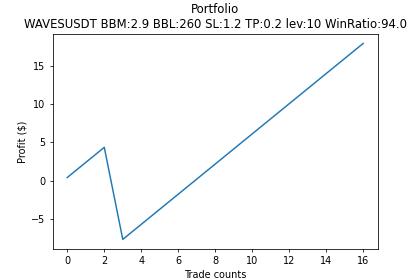 Portfolio
WAVESUSDT BBM:2.9 BBL:260 SL:1.2 TP:0.2 lev:10 WinRatio:94.0
15
10
5
0
−5
Profit ($)
0 2 4 6 8 10 12 14 16
Trade counts